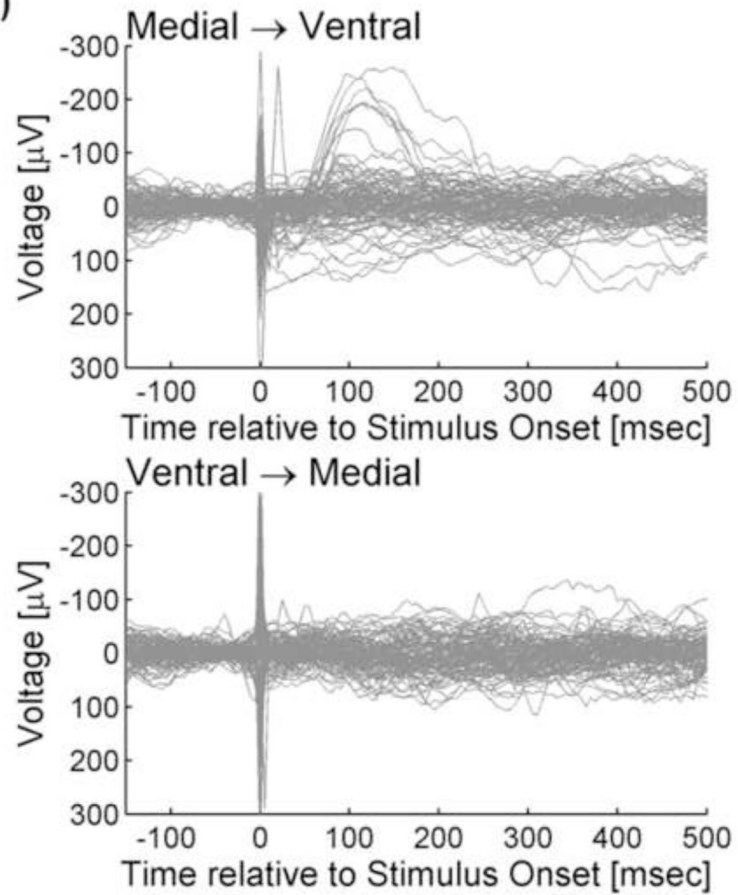 )
Medial → Ventral
-300
-200
-100
0
100
200
300
Voltage [µV]
-100 0 100 200 300 400 500
Time relative to Stimulus Onset [msec]
Ventral → Medial
-300
-200
-100
0
100
200
300
Voltage [µV]
-100 0 100 200 300 400 500
Time relative to Stimulus Onset [msec]